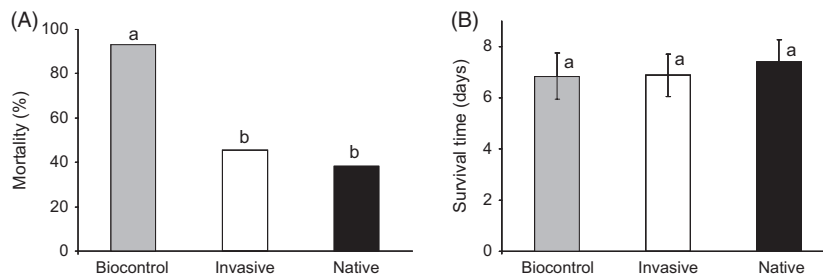 (A)
Mortality (%)
100
80
60
40
20
0
a
b
b
Biocontrol Invasive Native
(B)
Survival time (days)
8
6
4
2
0
a
a
a
Biocontrol Invasive Native